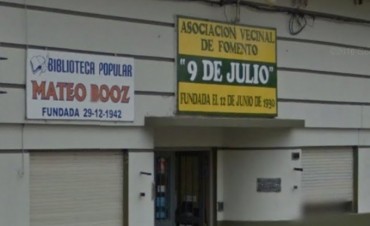 BIBLIOTECA POPULAR
MATEO BOOZ
FUNDADA 29-12-1942
ASOCIACION VECINAL
DE FOMENTO
"9 DE JULIO"
FUNDADA EL 12 DE JUNIO DE 1930